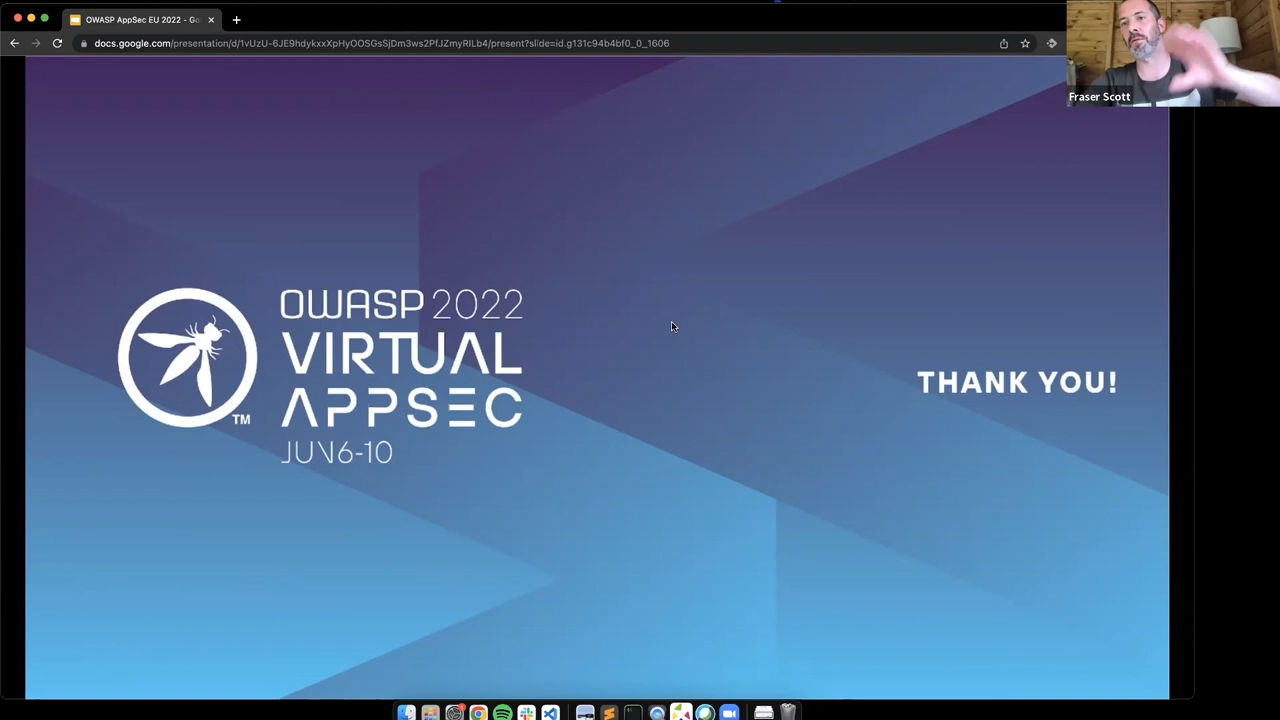 OWASP AppSec EU 2022 - Go
docs.google.com/presentation/d/1vUzU-6JE9hdykxxXpHyOOSGsSjDm3ws2PfJZmyRILb4/present?slide=id.g131c94b4bf0_0_1606
Fraser Scott
OWASP 2022
VIRTUAL
APPSEC
JUN 6-10
TM
THANK YOU!